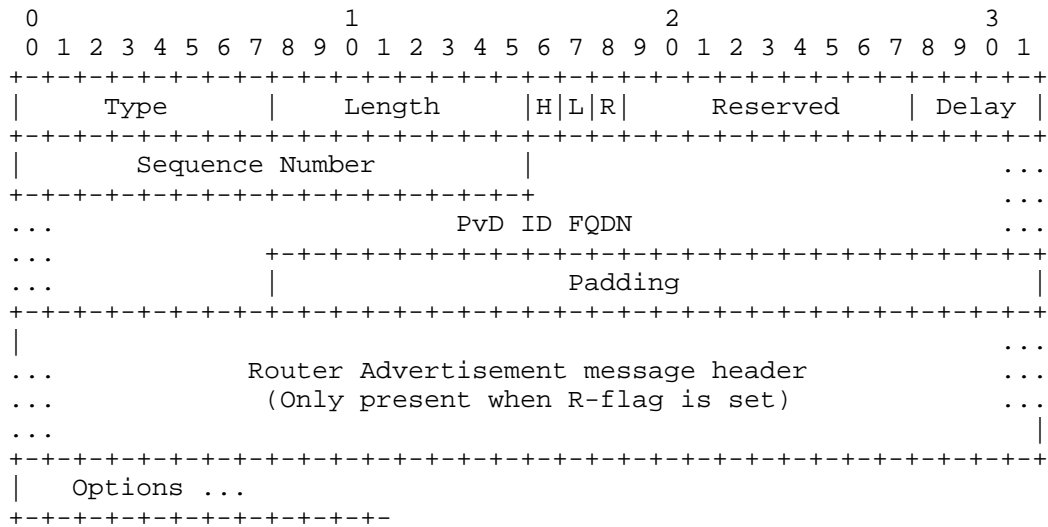 0                   1                   2                   3
 0 1 2 3 4 5 6 7 8 9 0 1 2 3 4 5 6 7 8 9 0 1 2 3 4 5 6 7 8 9 0 1
+-+-+-+-+-+-+-+-+-+-+-+-+-+-+-+-+-+-+-+-+-+-+-+-+-+-+-+-+-+-+-+-+
|     Type      |    Length     |H|L|R|     Reserved    | Delay |
+-+-+-+-+-+-+-+-+-+-+-+-+-+-+-+-+-+-+-+-+-+-+-+-+-+-+-+-+-+-+-+-+
|       Sequence Number         |                             ...
+-+-+-+-+-+-+-+-+-+-+-+-+-+-+-+-+                             ...
...                         PvD ID FQDN                       ...
...             +-+-+-+-+-+-+-+-+-+-+-+-+-+-+-+-+-+-+-+-+-+-+-+-+
...             |                  Padding                      |
+-+-+-+-+-+-+-+-+-+-+-+-+-+-+-+-+-+-+-+-+-+-+-+-+-+-+-+-+-+-+-+-+
|                                                             ...
...            Router Advertisement message header            ...
...             (Only present when R-flag is set)             ...
...                                                             |
+-+-+-+-+-+-+-+-+-+-+-+-+-+-+-+-+-+-+-+-+-+-+-+-+-+-+-+-+-+-+-+-+
|   Options ...
+-+-+-+-+-+-+-+-+-+-+-+-